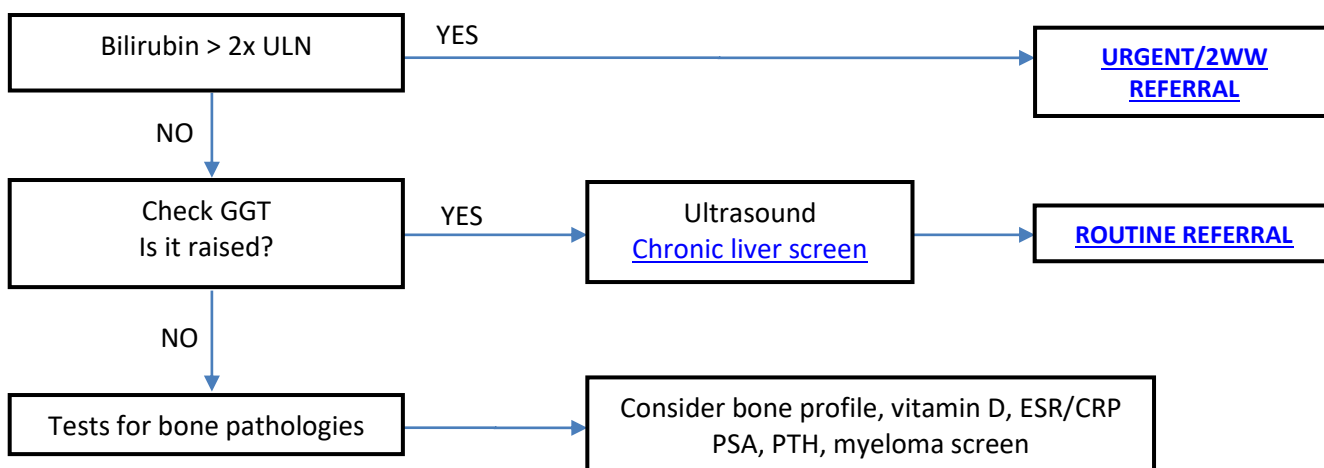 Bilirubin > 2x ULN
YES
URGENT/2WW
REFERRAL
NO
Check GGT
Is it raised?
YES
Ultrasound
Chronic liver screen
ROUTINE REFERRAL
NO
Tests for bone pathologies
Consider bone profile, vitamin D, ESR/CRP
PSA, PTH, myeloma screen